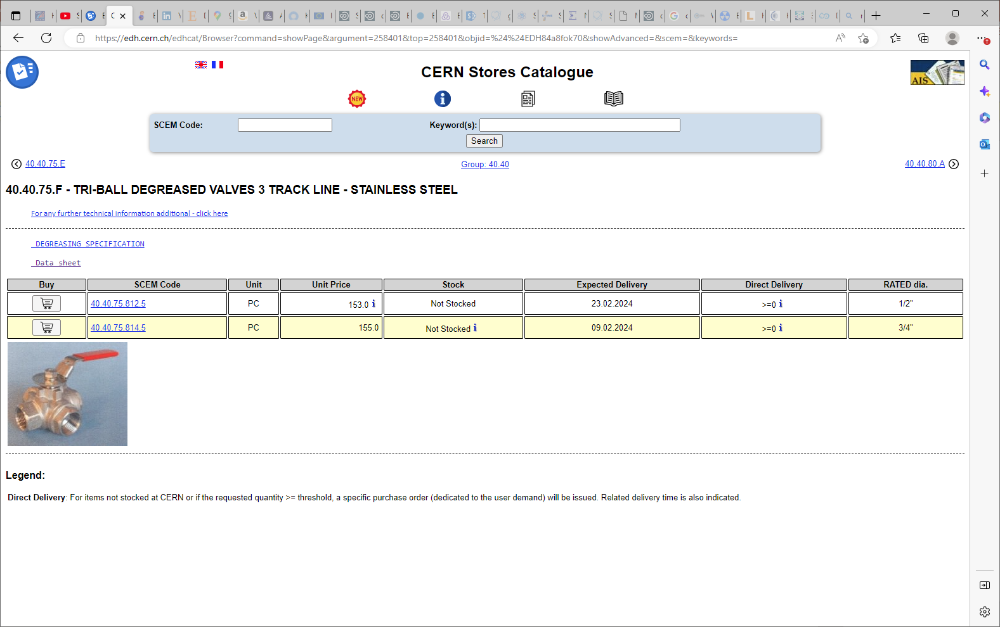 https://edh.cern.ch/edhcat/Browser?command=showPage&argument=258401&top=258401&objid=%24%24EDH84a8fok70&showAdvanced=&scem=&keywords=
CERN Stores Catalogue
AIS
NEW
SCEM Code:
Keyword(s):
Search
40.40.75.E
Group: 40.40
40.40.80.A
40.40.75.F - TRI-BALL DEGREASED VALVES 3 TRACK LINE - STAINLESS STEEL
For any further technical information additional - click here
DEGREASING SPECIFICATION
Data sheet
Buy SCEM Code Unit Unit Price Stock Expected Delivery Direct Delivery RATED dia.
40.40.75.812.5 PC 153.0 Not Stocked 23.02.2024 >=0 1/2"
40.40.75.814.5 PC 155.0 Not Stocked 09.02.2024 >=0 3/4"
Legend:
Direct Delivery: For items not stocked at CERN or if the requested quantity >= threshold, a specific purchase order (dedicated to the user demand) will be issued. Related delivery time is also indicated.